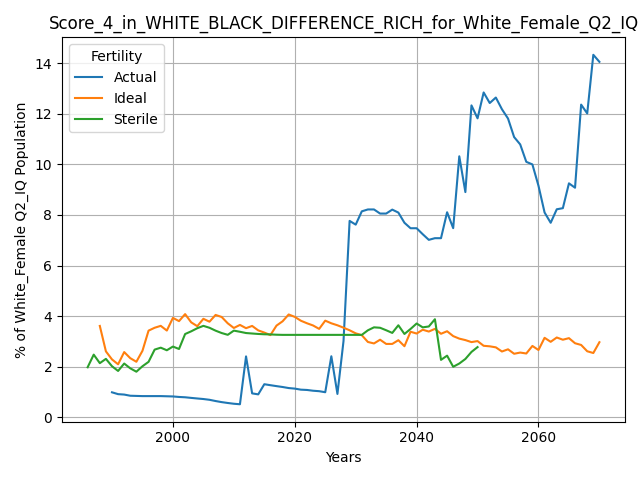 Score_4_in_WHITE_BLACK_DIFFERENCE_RICH_for_White_Female_Q2_IQ
Fertility
Actual
Ideal
Sterile
% of White_Female Q2_IQ Population
14
12
10
8
6
4
2
0
2000
2020
2040
2060
Years